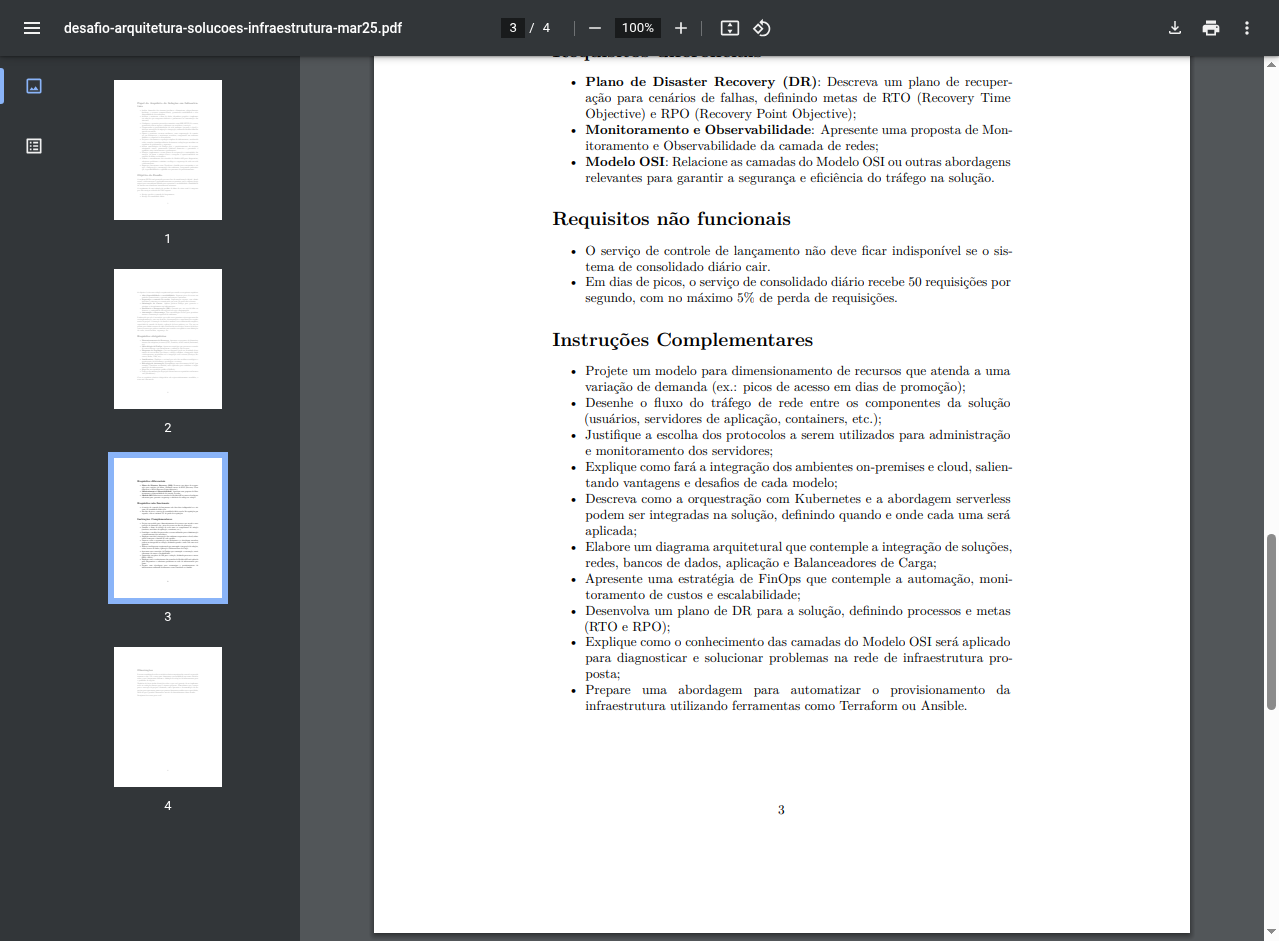 desafio-arquitetura-solucoes-infraestrutura-mar25.pdf
3 / 4
100%
1
2
3
4
• Plano de Disaster Recovery (DR): Descreva um plano de recuper-
ação para cenários de falhas, definindo metas de RTO (Recovery Time
Objective) e RPO (Recovery Point Objective);
• Monitoramento e Observabilidade: Apresente uma proposta de Mon-
itoramento e Observabilidade da camada de redes;
• Modelo OSI: Relacione as camadas do Modelo OSI ou outras abordagens
relevantes para garantir a segurança e eficiência do tráfego na solução.
Requisitos não funcionais
• O serviço de controle de lançamento não deve ficar indisponível se o sis-
tema de consolidado diário cair.
• Em dias de picos, o serviço de consolidado diário recebe 50 requisições por
segundo, com no máximo 5% de perda de requisições.
Instruções Complementares
• Projete um modelo para dimensionamento de recursos que atenda a uma
variação de demanda (ex.: picos de acesso em dias de promoção);
• Desenhe o fluxo do tráfego de rede entre os componentes da solução
(usuários, servidores de aplicação, containers, etc.);
• Justifique a escolha dos protocolos a serem utilizados para administração
e monitoramento dos servidores;
• Explique como fará a integração dos ambientes on-premises e cloud, salien-
tando vantagens e desafios de cada modelo;
• Descreva como a orquestração com Kubernetes e a abordagem serverless
podem ser integradas na solução, definindo quando e onde cada uma será
aplicada;
• Elabore um diagrama arquitetural que contemple a integração de soluções,
redes, bancos de dados, aplicação e Balanceadores de Carga;
• Apresente uma estratégia de FinOps que contemple a automação, moni-
toramento de custos e escalabilidade;
• Desenvolva um plano de DR para a solução, definindo processos e metas
(RTO e RPO);
• Explique como o conhecimento das camadas do Modelo OSI será aplicado
para diagnosticar e solucionar problemas na rede de infraestrutura pro-
posta;
• Prepare uma abordagem para automatizar o provisionamento da
infraestrutura utilizando ferramentas como Terraform ou Ansible.
3